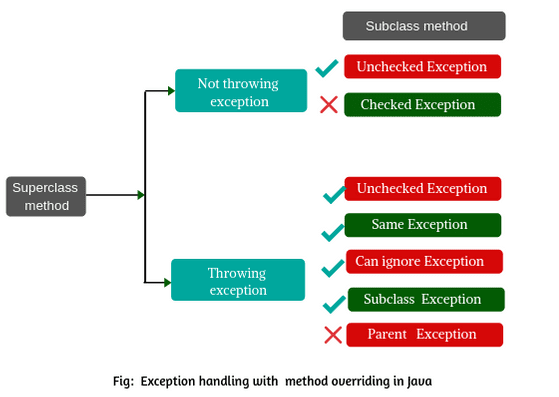 Subclass method
Unchecked Exception
Not throwing
exception
Checked Exception
Superclass
method
Unchecked Exception
Same Exception
Can ignore Exception
Throwing
exception
Subclass Exception
Parent Exception
Fig: Exception handling with method overriding in Java